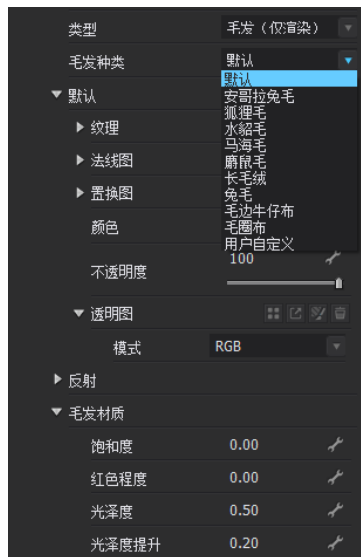 类型 毛发（仅渲染）
毛发种类 默认
默认
▼ 默认
安哥拉兔毛
狐狸毛
▶ 纹理
水貂毛
马海毛
▶ 法线图
麝鼠毛
长毛绒
▶ 置换图
兔毛
毛边牛仔布
颜色
毛圈布
用户自定义
不透明度 100
▼ 透明图
模式 RGB
▶ 反射
▼ 毛发材质
饱和度 0.00
红色程度 0.00
光泽度 0.50
光泽度提升 0.20